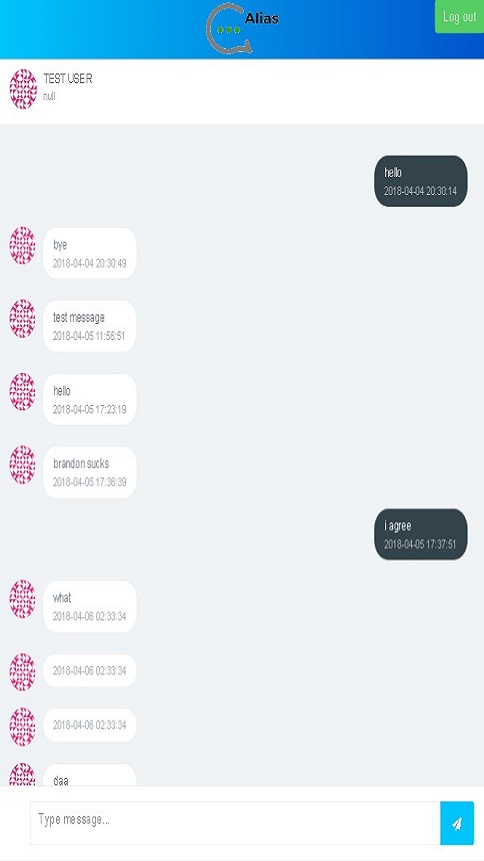 Alias
Log out
TEST USER
null
hello
2018-04-04 20:30:14
bye
2018-04-04 20:30:49
test message
2018-04-05 11:56:51
hello
2018-04-05 17:23:19
brandon sucks
2018-04-05 17:36:39
i agree
2018-04-05 17:37:51
what
2018-04-06 02:33:34
2018-04-06 02:33:34
2018-04-06 02:33:34
daa
Type message...